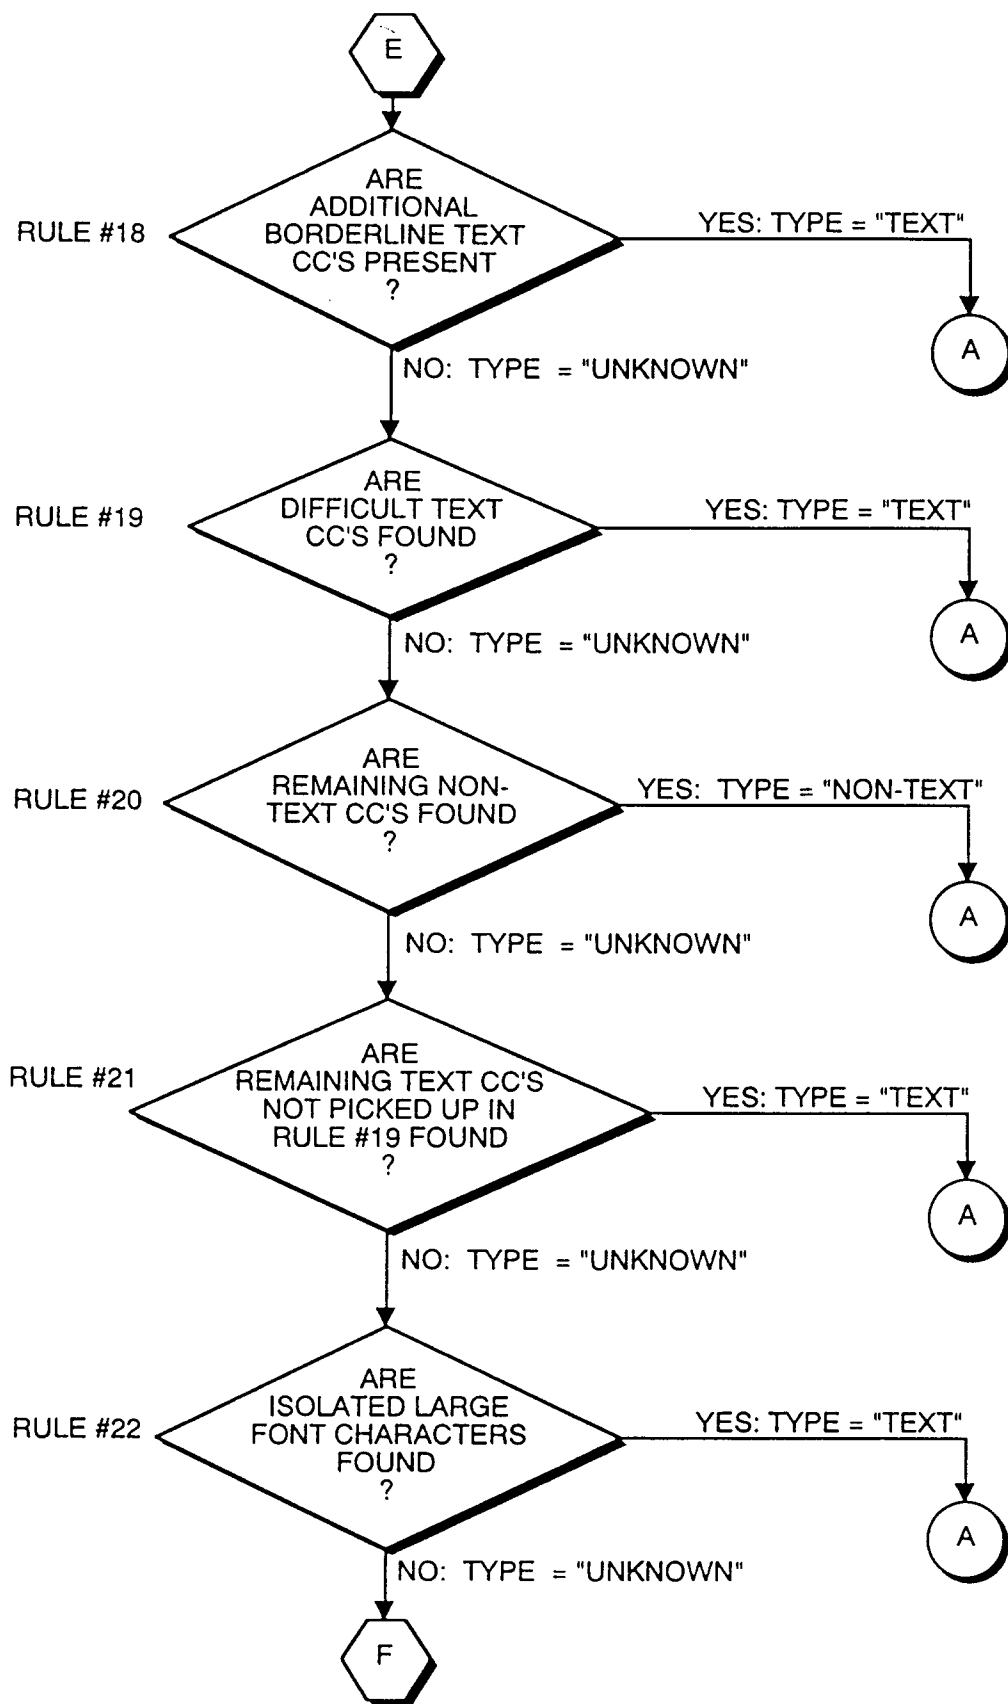 E
ARE
ADDITIONAL
BORDERLINE TEXT
CC'S PRESENT
?
RULE #18
YES: TYPE = "TEXT"
A
NO: TYPE = "UNKNOWN"
ARE
DIFFICULT TEXT
CC'S FOUND
?
RULE #19
YES: TYPE = "TEXT"
A
NO: TYPE = "UNKNOWN"
ARE
REMAINING NON-
TEXT CC'S FOUND
?
RULE #20
YES: TYPE = "NON-TEXT"
A
NO: TYPE = "UNKNOWN"
ARE
REMAINING TEXT CC'S
NOT PICKED UP IN
RULE #19 FOUND
?
RULE #21
YES: TYPE = "TEXT"
A
NO: TYPE = "UNKNOWN"
ARE
ISOLATED LARGE
FONT CHARACTERS
FOUND
?
RULE #22
YES: TYPE = "TEXT"
A
NO: TYPE = "UNKNOWN"
F